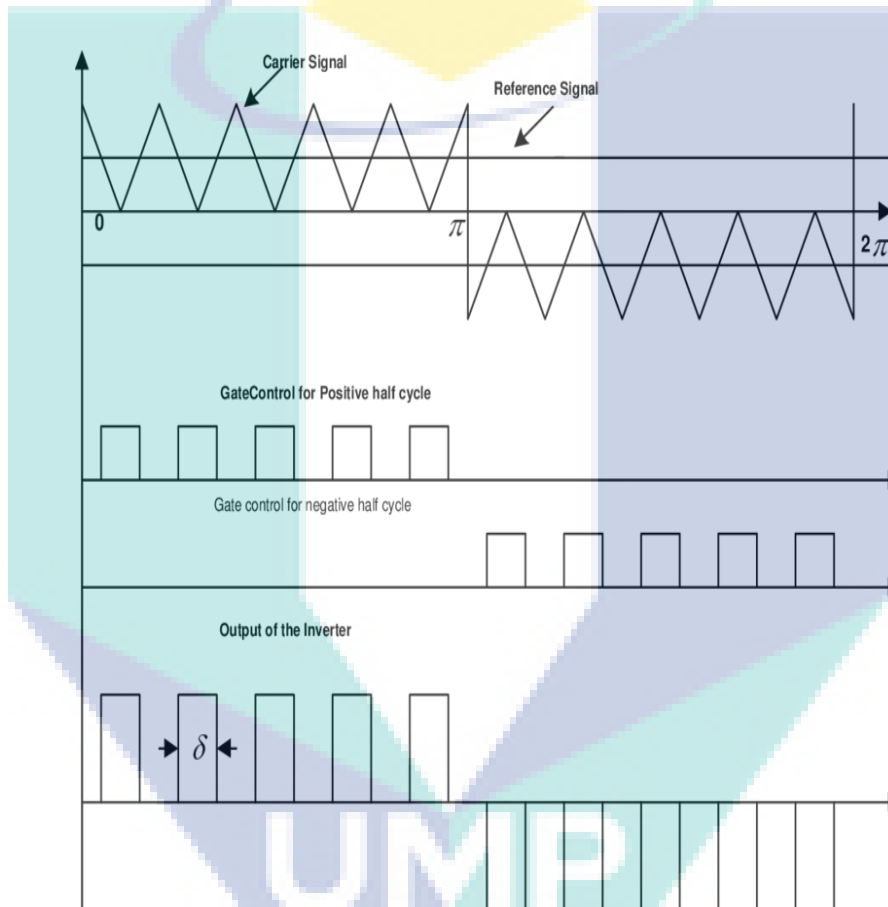 Carrier Signal
Reference Signal
0
π
2π
GateControl for Positive half cycle
Gate control for negative half cycle
Output of the Inverter
δ
UMP